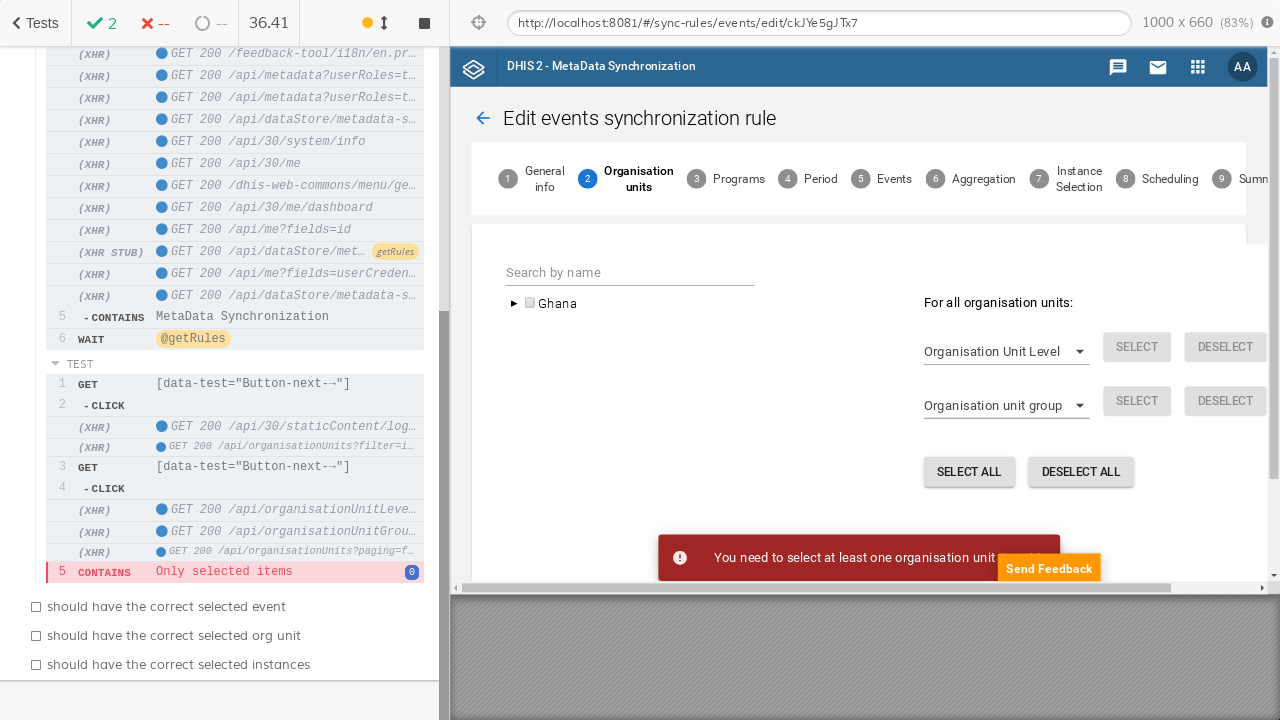 Tests
2
--
--
36.41
http://localhost:8081/#/sync-rules/events/edit/ckJYe5gJTx7
1000 x 660 (83%)
(XHR) GET 200 /feedback-tool/i18n/en.pr…
(XHR) GET 200 /api/metadata?userRoles=t…
(XHR) GET 200 /api/metadata?userRoles=t…
(XHR) GET 200 /api/dataStore/metadata-s…
(XHR) GET 200 /api/30/system/info
(XHR) GET 200 /api/30/me
(XHR) GET 200 /dhis-web-commons/menu/ge…
(XHR) GET 200 /api/30/me/dashboard
(XHR) GET 200 /api/me?fields=id
(XHR STUB) GET 200 /api/dataStore/met… getRules
(XHR) GET 200 /api/me?fields=userCreden…
(XHR) GET 200 /api/dataStore/metadata-s…
5 - CONTAINS MetaData Synchronization
6 WAIT @getRules
TEST
1 GET [data-test="Button-next-→"]
2 - CLICK
(XHR) GET 200 /api/30/staticContent/log…
(XHR) GET 200 /api/organisationUnits?filter=i…
3 GET [data-test="Button-next-→"]
4 - CLICK
(XHR) GET 200 /api/organisationUnitLeve…
(XHR) GET 200 /api/organisationUnitGrou…
(XHR) GET 200 /api/organisationUnits?paging=f…
5 CONTAINS Only selected items 0
should have the correct selected event
should have the correct selected org unit
should have the correct selected instances
DHIS 2 - MetaData Synchronization
AA
Edit events synchronization rule
1 General info
2 Organisation units
3 Programs
4 Period
5 Events
6 Aggregation
7 Instance Selection
8 Scheduling
9 Summ
Search by name
Ghana
For all organisation units:
Organisation Unit Level SELECT DESELECT
Organisation unit group SELECT DESELECT
SELECT ALL DESELECT ALL
You need to select at least one organisation unit
Send Feedback